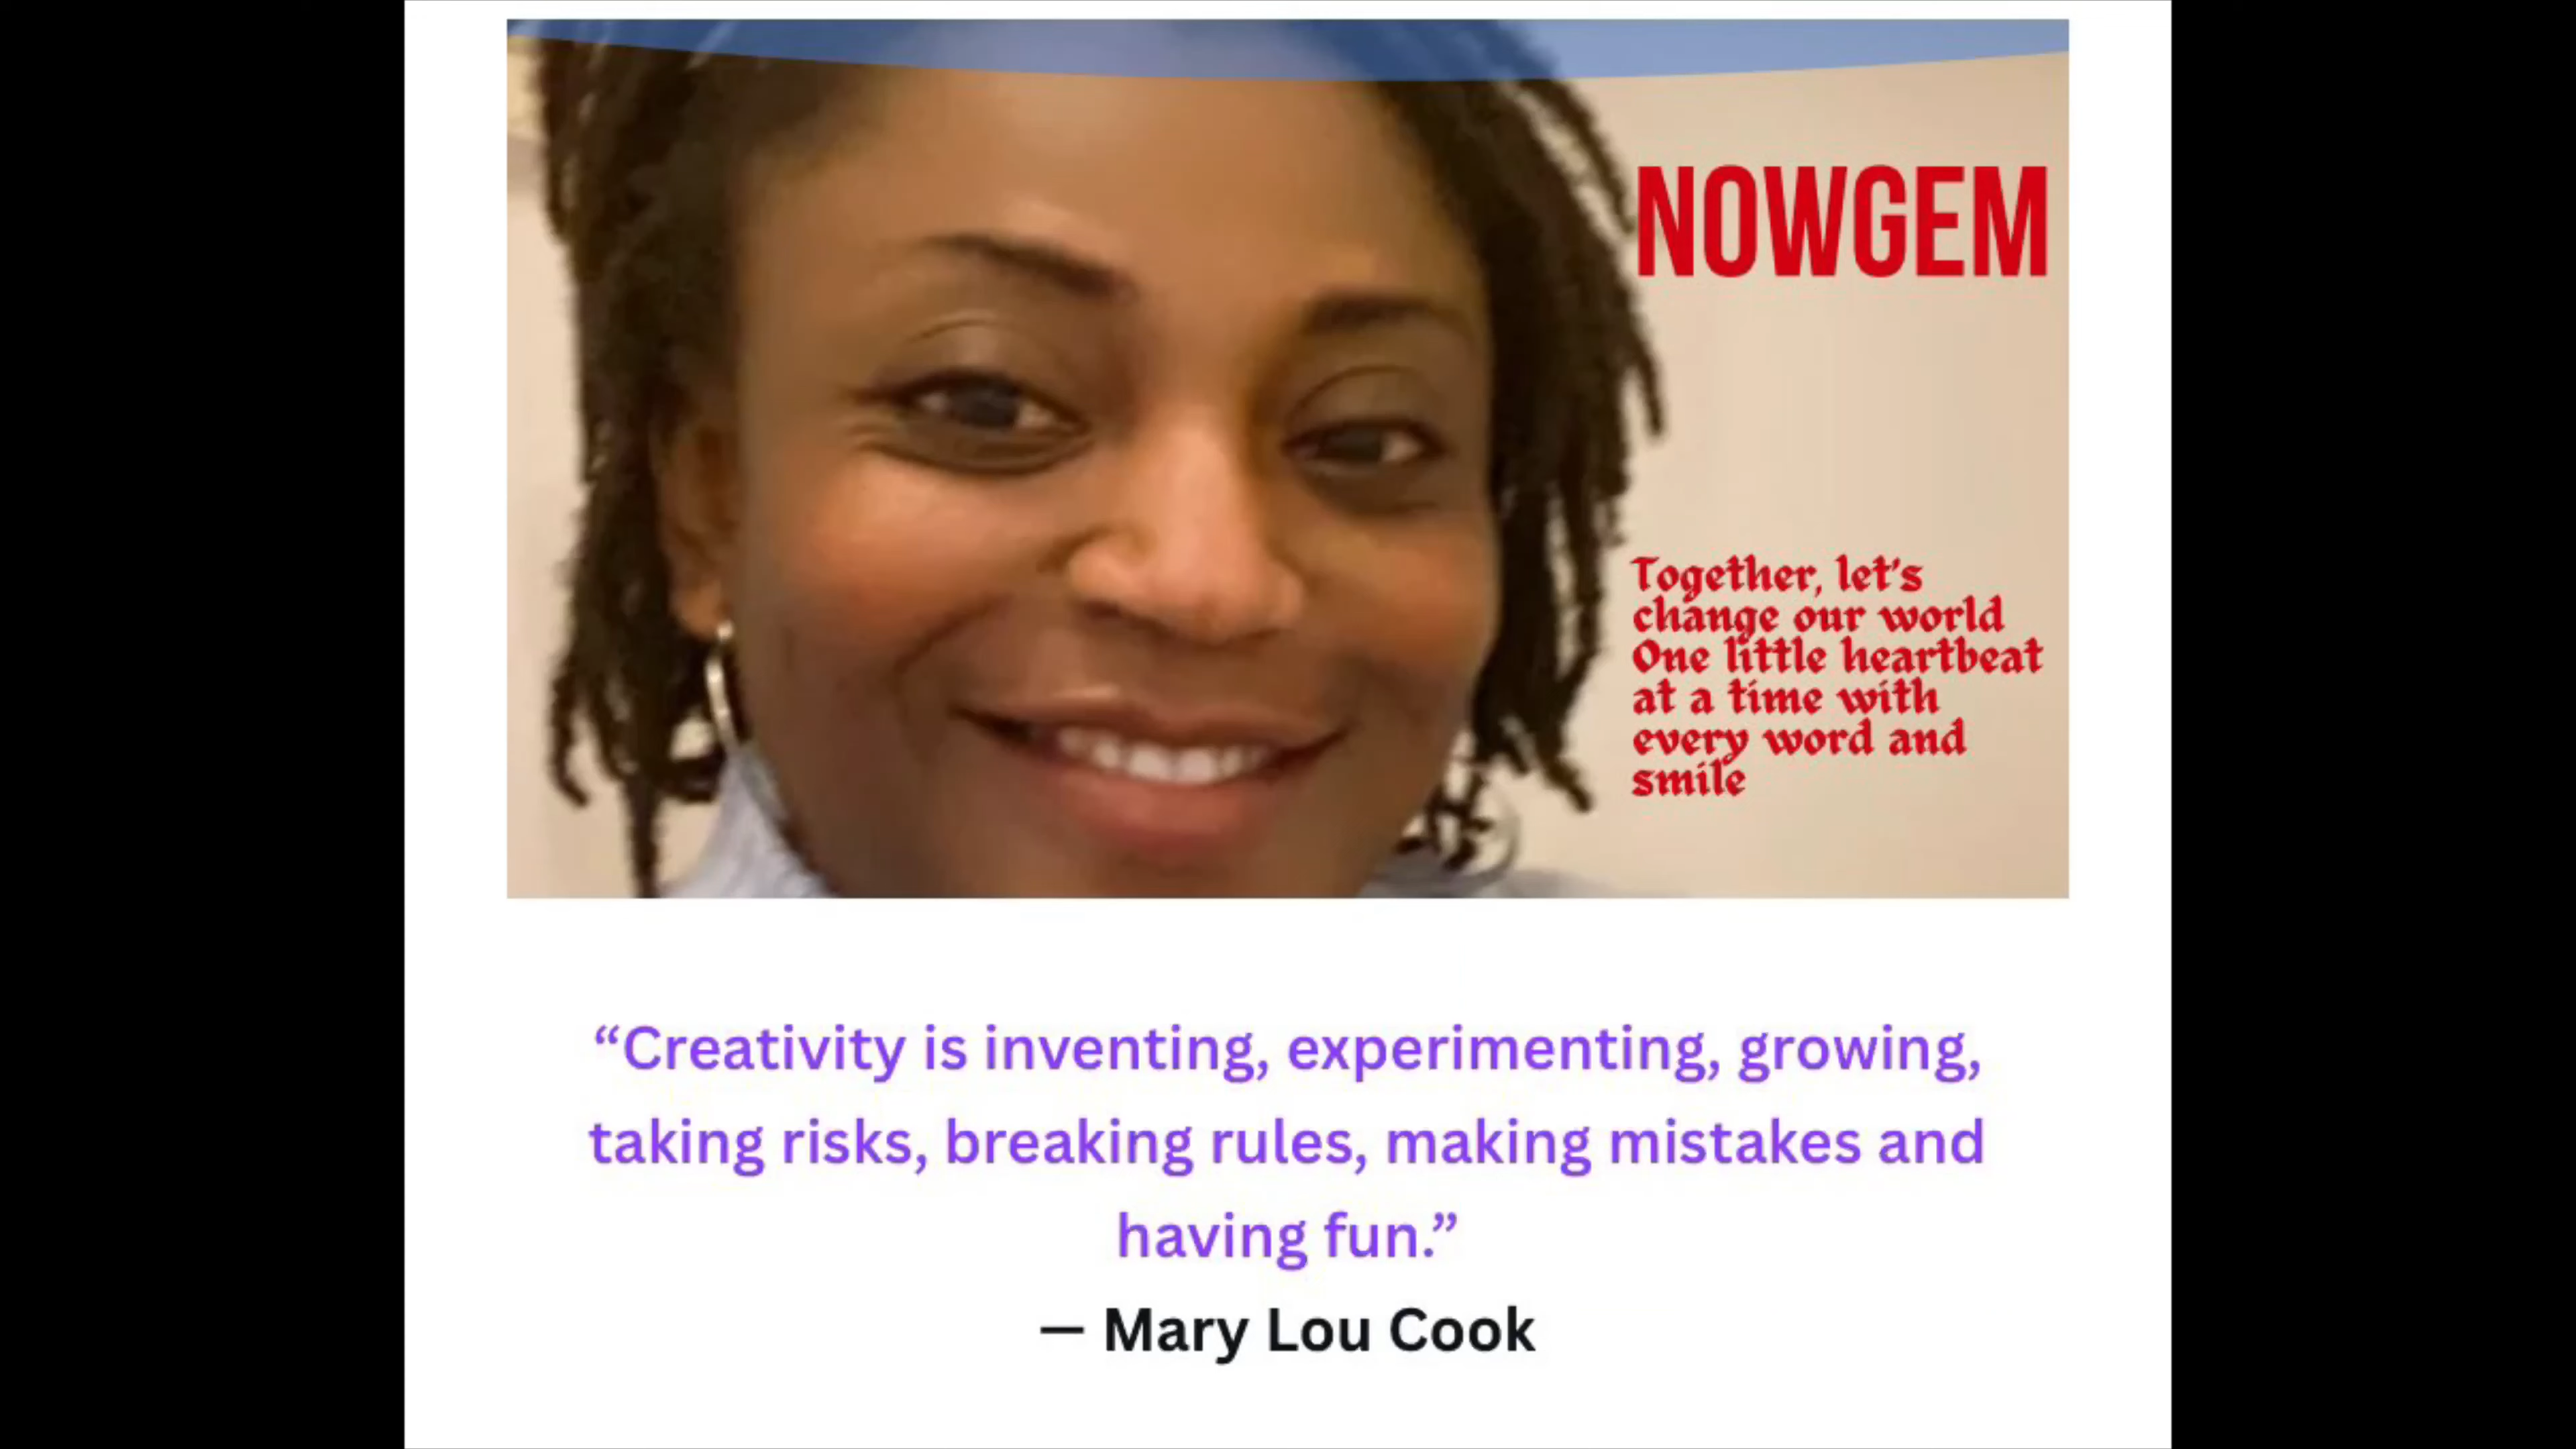 NOWGEM
Together, let's
change our world
One little heartbeat
at a time with
every word and
smile
“Creativity is inventing, experimenting, growing,
taking risks, breaking rules, making mistakes and
having fun.”
— Mary Lou Cook